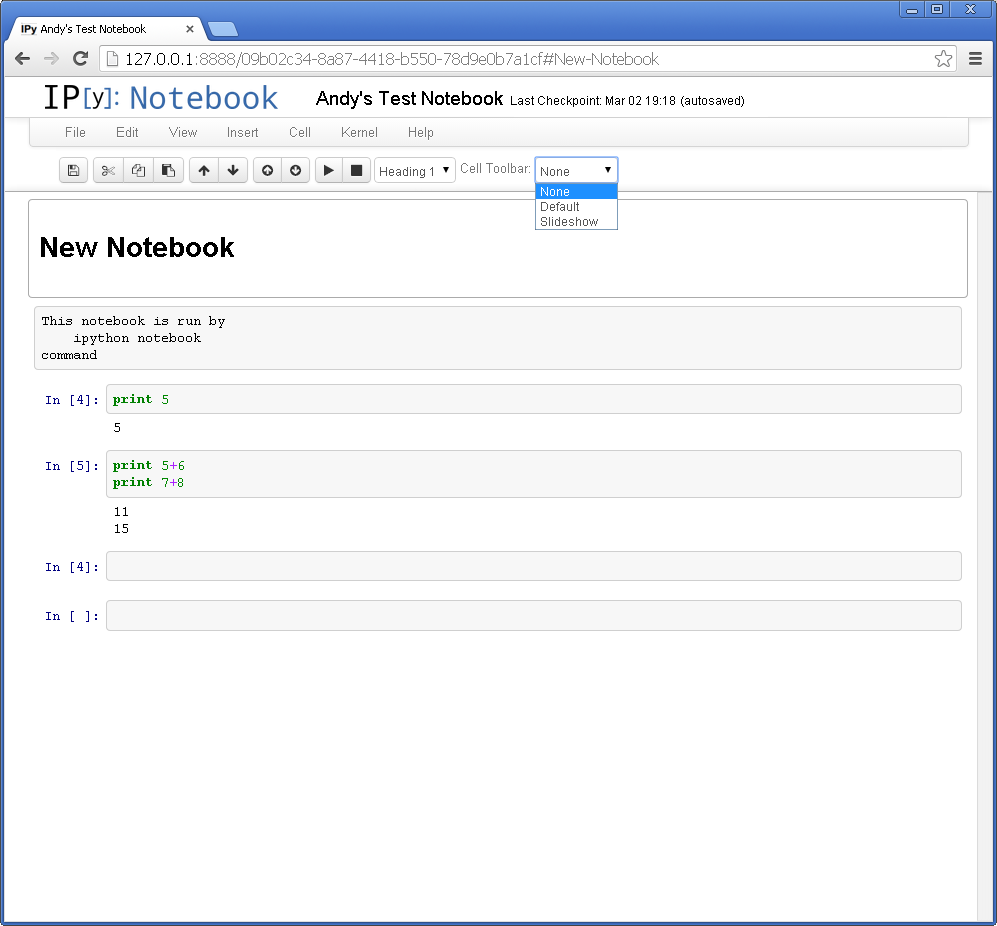 IPy Andy's Test Notebook
127.0.0.1:8888/09b02c34-8a87-4418-b550-78d9e0b7a1cf#New-Notebook
IP[y]: Notebook Andy's Test Notebook Last Checkpoint: Mar 02 19:18 (autosaved)
File Edit View Insert Cell Kernel Help
Heading 1 Cell Toolbar: None
None
Default
Slideshow
New Notebook
This notebook is run by
ipython notebook
command
In [4]: print 5
5
In [5]: print 5+6
print 7+8
11
15
In [4]:
In [ ]: